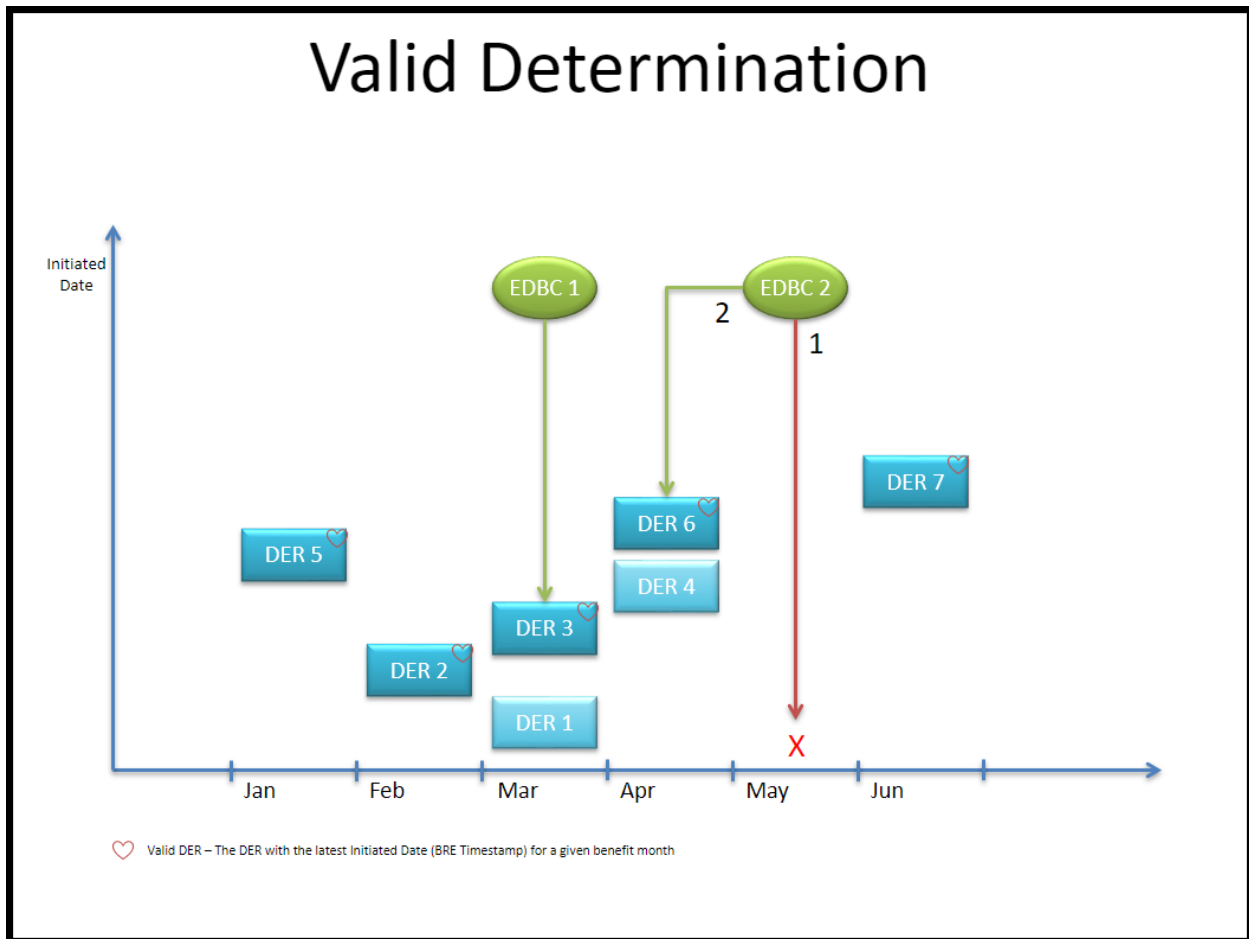 Valid Determination
Initiated
Date
EDBC 1
EDBC 2
2
1
DER 7
DER 6
DER 5
DER 4
DER 3
DER 2
DER 1
X
Jan
Feb
Mar
Apr
May
Jun
Valid DER – The DER with the latest Initiated Date (BRE Timestamp) for a given benefit month